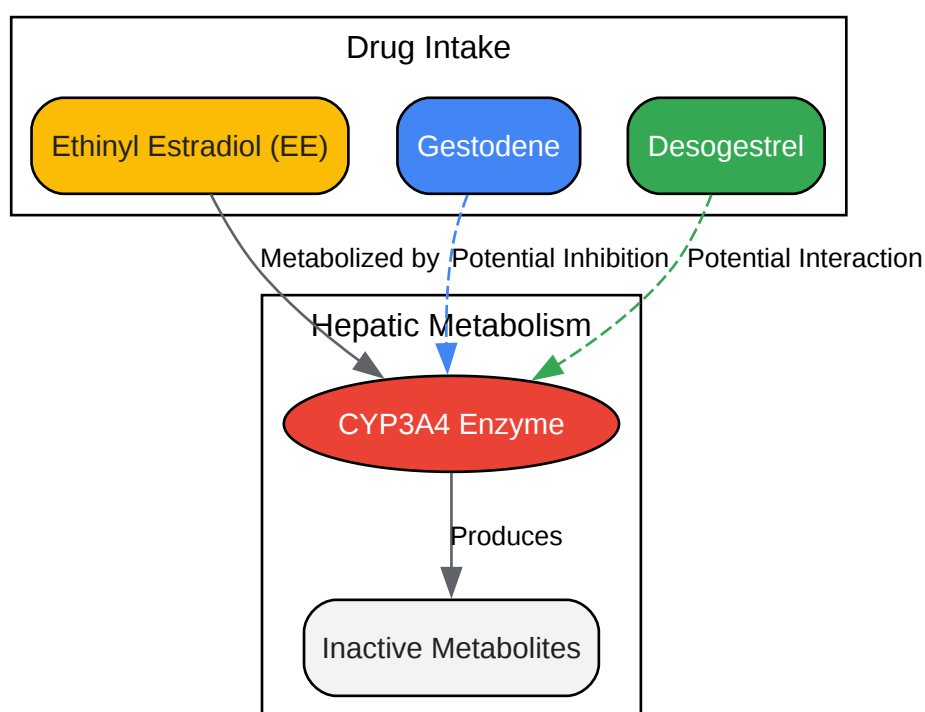 Drug Intake
Ethinyl Estradiol (EE)
Gestodene
Desogestrel
Metabolized by
Potential Inhibition
Potential Interaction
Hepatic Metabolism
CYP3A4 Enzyme
Produces
Inactive Metabolites